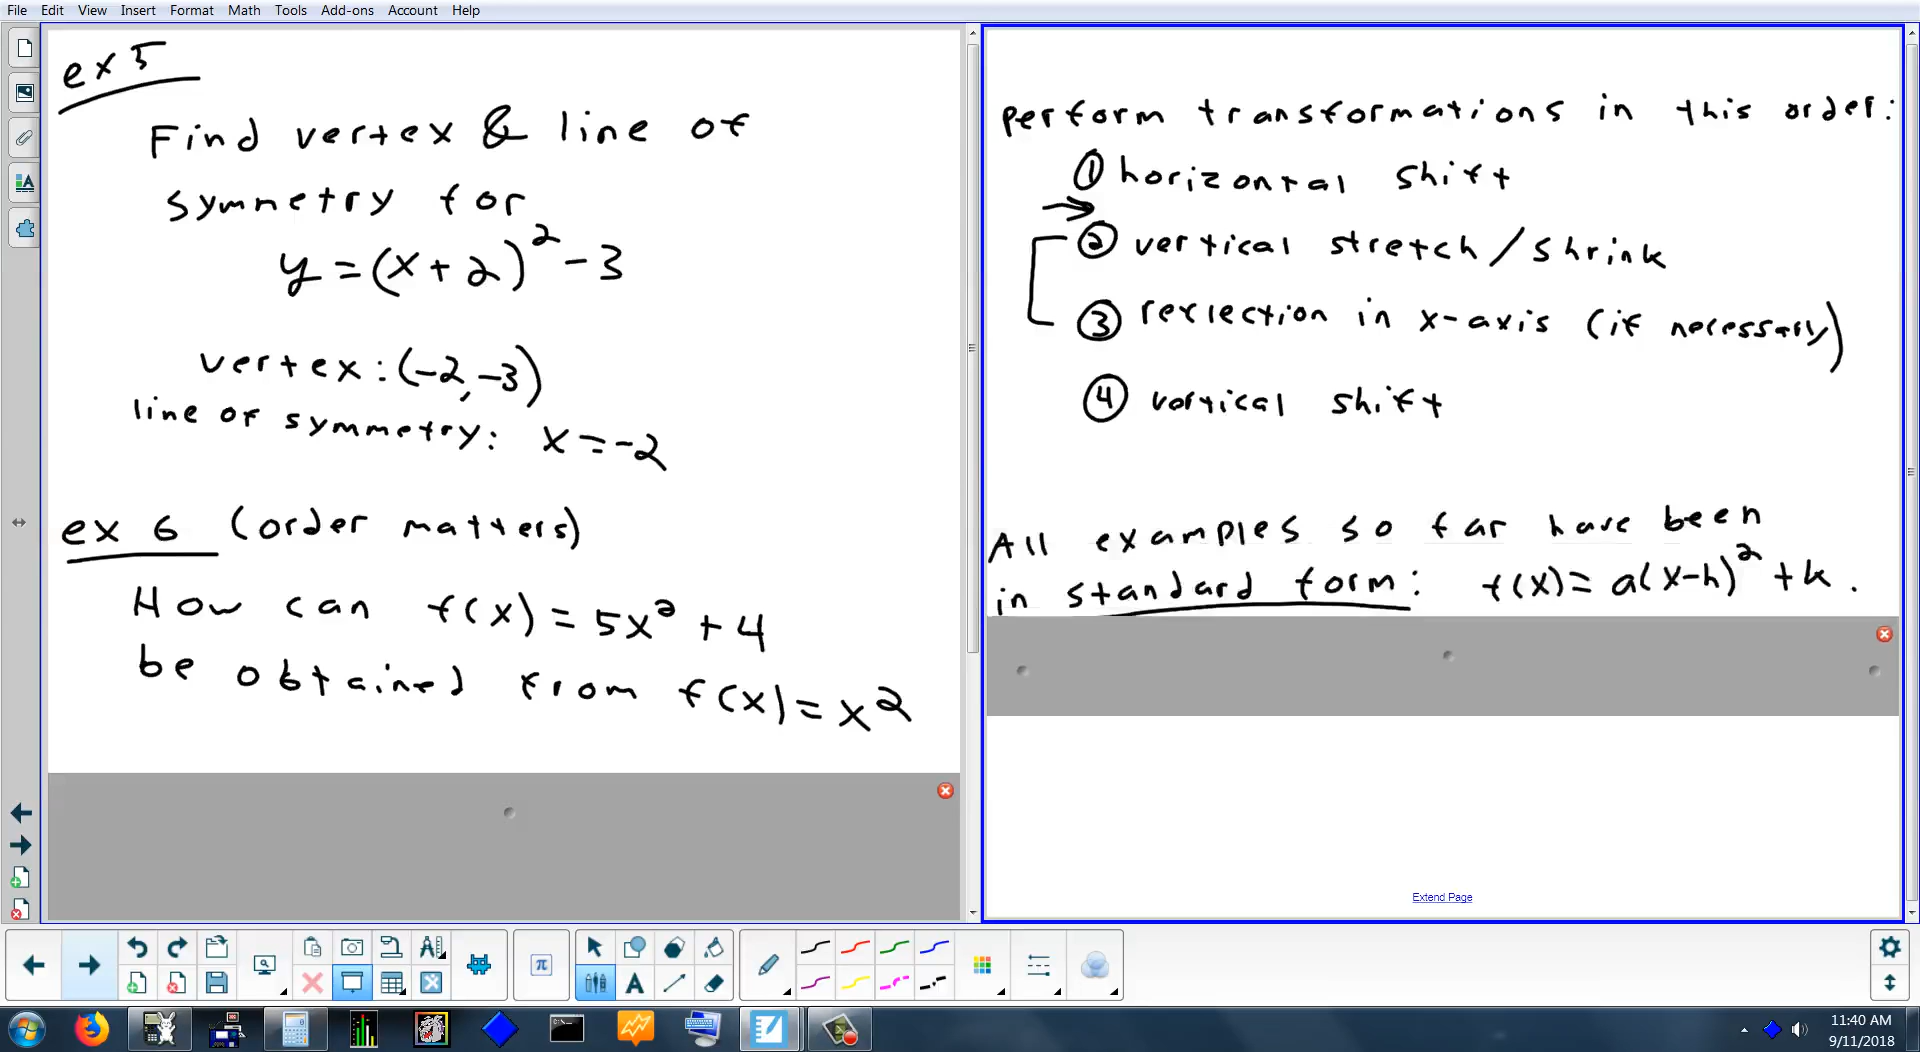 File Edit View Insert Format Math Tools Add-ons Account Help
ex 5
Find vertex & line of
symmetry for
y = (x+2)² - 3
vertex: (-2, -3)
line of symmetry: x = -2
ex 6 (order matters)
How can f(x) = 5x² + 4
be obtained from f(x) = x²
perform transformations in this order:
① horizontal shift
② vertical stretch/shrink
③ reflection in x-axis (if necessary)
④ vertical shift
All examples so far have been
in standard form: f(x) = a(x-h)² + k.
Extend Page
π
A
11:40 AM
9/11/2018